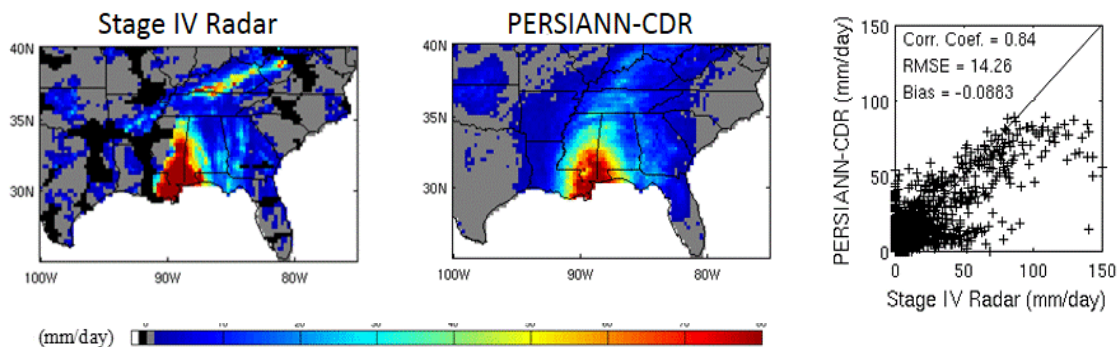 Stage IV Radar
PERSIANN-CDR
40N
35N
30N
100W
90W
80W
40N
35N
30N
100W
90W
80W
(mm/day)
PERSIANN-CDR (mm/day)
150
100
50
0
Corr. Coef. = 0.84
RMSE = 14.26
Bias = -0.0883
0
50
100
150
Stage IV Radar (mm/day)